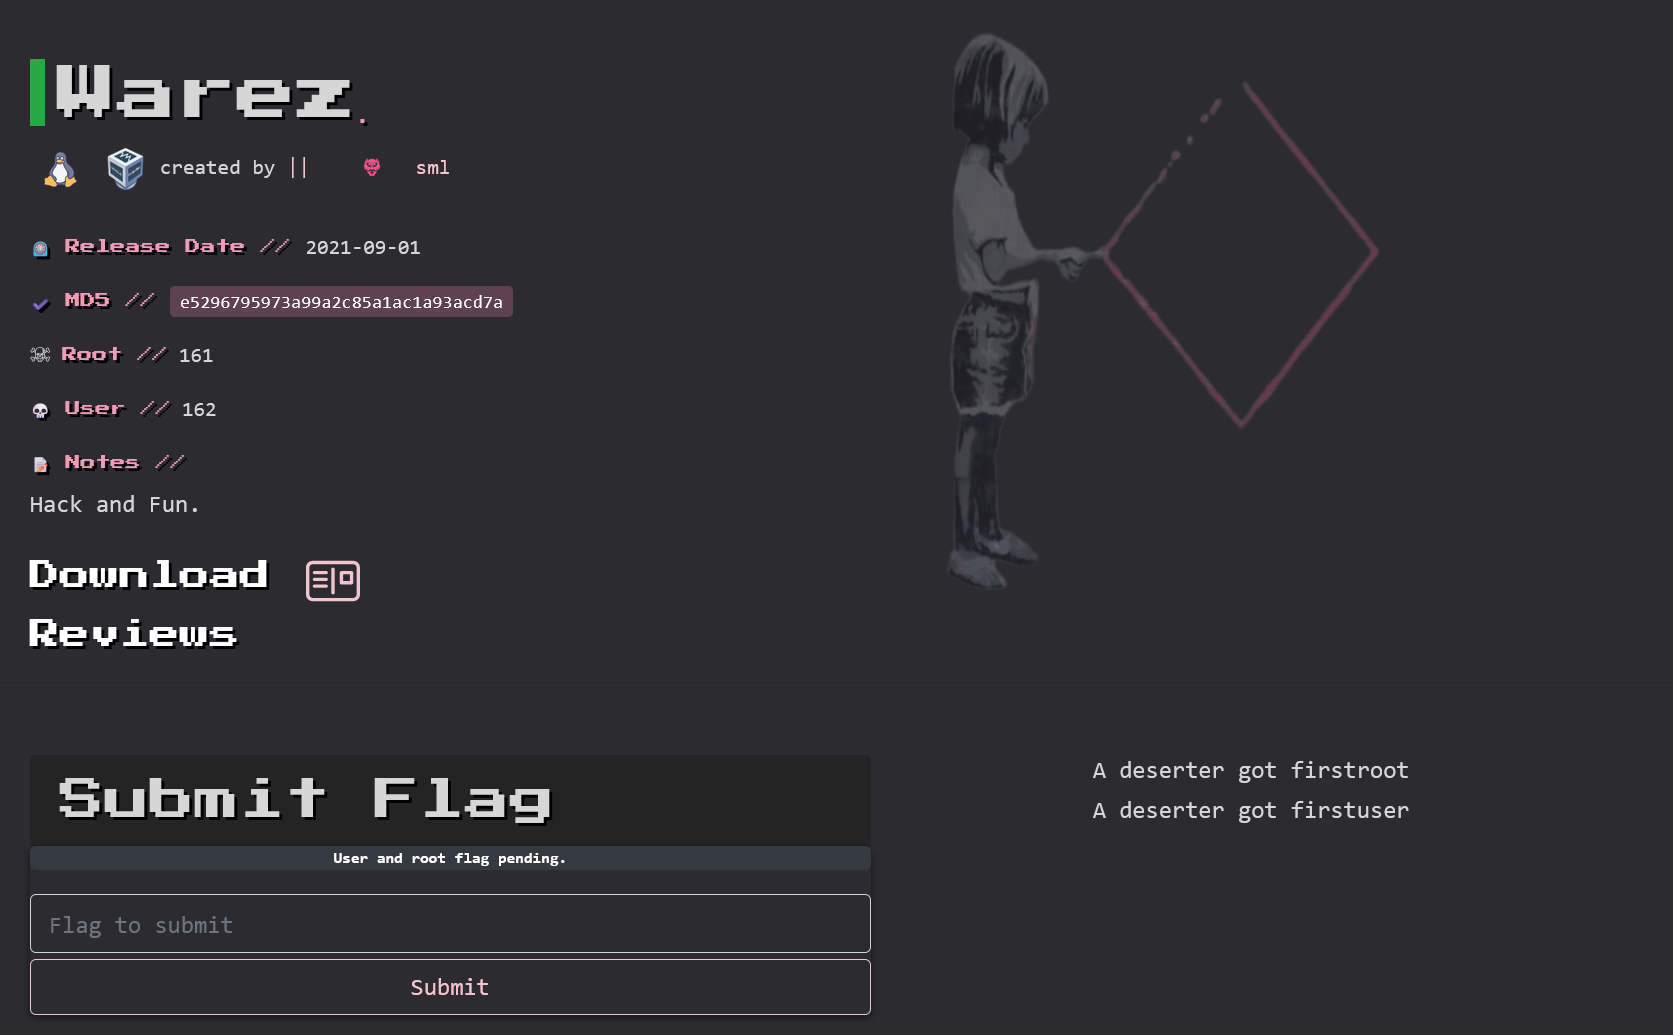 Warez.
created by || sml
Release Date // 2021-09-01
MD5 // e5296795973a99a2c85a1ac1a93acd7a
Root // 161
User // 162
Notes //
Hack and Fun.
Download
Reviews
Submit Flag
User and root flag pending.
Flag to submit
Submit
A deserter got firstroot
A deserter got firstuser